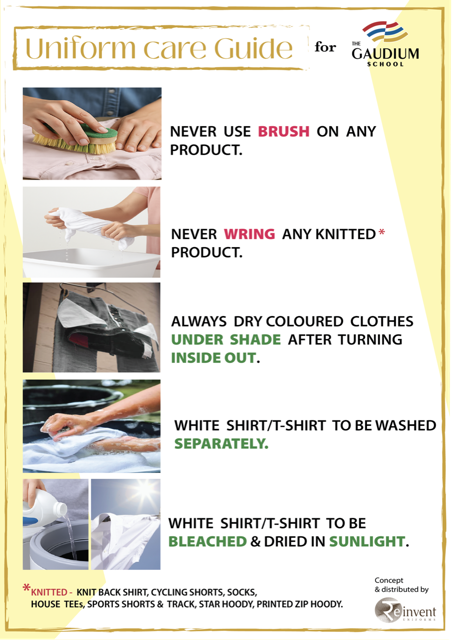 Uniform care Guide for
THE
GAUDIUM
SCHOOL
NEVER USE BRUSH ON ANY
PRODUCT.
NEVER WRING ANY KNITTED*
PRODUCT.
ALWAYS DRY COLOURED CLOTHES
UNDER SHADE AFTER TURNING
INSIDE OUT.
WHITE SHIRT/T-SHIRT TO BE WASHED
SEPARATELY.
WHITE SHIRT/T-SHIRT TO BE
BLEACHED & DRIED IN SUNLIGHT.
*KNITTED - KNIT BACK SHIRT, CYCLING SHORTS, SOCKS,
HOUSE TEEs, SPORTS SHORTS & TRACK, STAR HOODY, PRINTED ZIP HOODY.
Concept
& distributed by
Reinvent
UNIFORMS